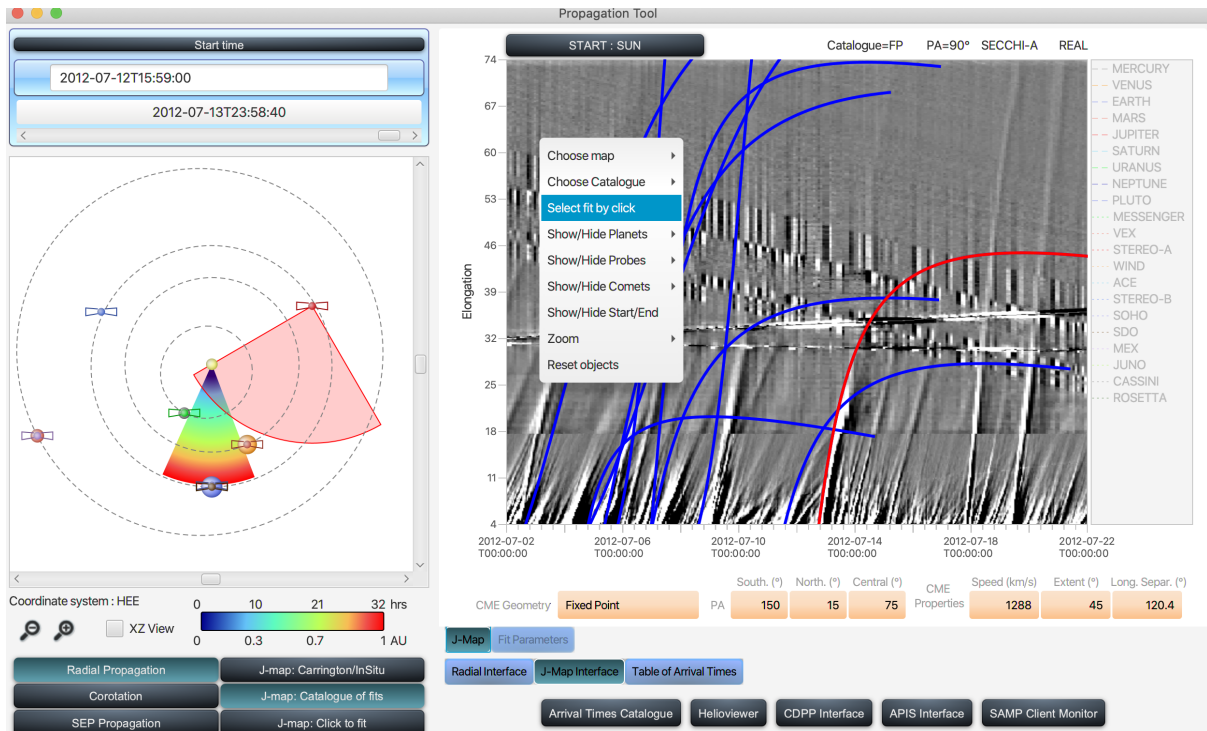 Propagation Tool
Start time
2012-07-12T15:59:00
2012-07-13T23:58:40
START : SUN
Catalogue=FP PA=90° SECCHI-A REAL
Elongation
74
67
60
53
46
39
32
25
18
11
4
Choose map
Choose Catalogue
Select fit by click
Show/Hide Planets
Show/Hide Probes
Show/Hide Comets
Show/Hide Start/End
Zoom
Reset objects
MERCURY
VENUS
EARTH
MARS
JUPITER
SATURN
URANUS
NEPTUNE
PLUTO
MESSENGER
VEX
STEREO-A
WIND
ACE
STEREO-B
SOHO
SDO
MEX
JUNO
CASSINI
ROSETTA
2012-07-02 2012-07-06 2012-07-10 2012-07-14 2012-07-18 2012-07-22
T00:00:00 T00:00:00 T00:00:00 T00:00:00 T00:00:00 T00:00:00
Coordinate system : HEE
0 10 21 32 hrs
0 0.3 0.7 1 AU
XZ View
South. (°) North. (°) Central (°) Speed (km/s) Extent (°) Long. Separ. (°)
CME Geometry Fixed Point PA 150 15 75 CME Properties 1288 45 120.4
J-Map Fit Parameters
Radial Interface J-Map Interface Table of Arrival Times
Radial Propagation J-map: Carrington/InSitu
Corotation J-map: Catalogue of fits
SEP Propagation J-map: Click to fit
Arrival Times Catalogue Helioviewer CDPP Interface APIS Interface SAMP Client Monitor